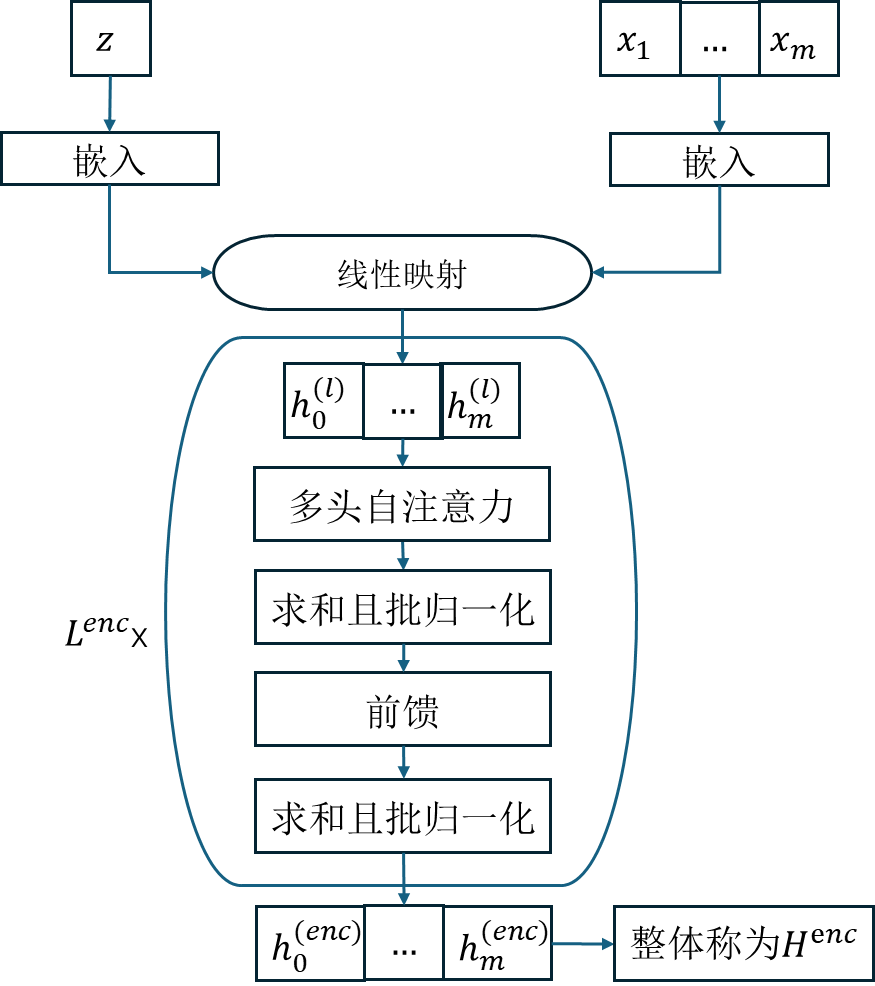 z
x₁ ... xₘ
嵌入
嵌入
线性映射
h₀⁽ˡ⁾ ... hₘ⁽ˡ⁾
多头自注意力
求和且批归一化
Lᵉⁿᶜx
前馈
求和且批归一化
h₀⁽ᵉⁿᶜ⁾ ... hₘ⁽ᵉⁿᶜ⁾
整体称为Hᵉⁿᶜ